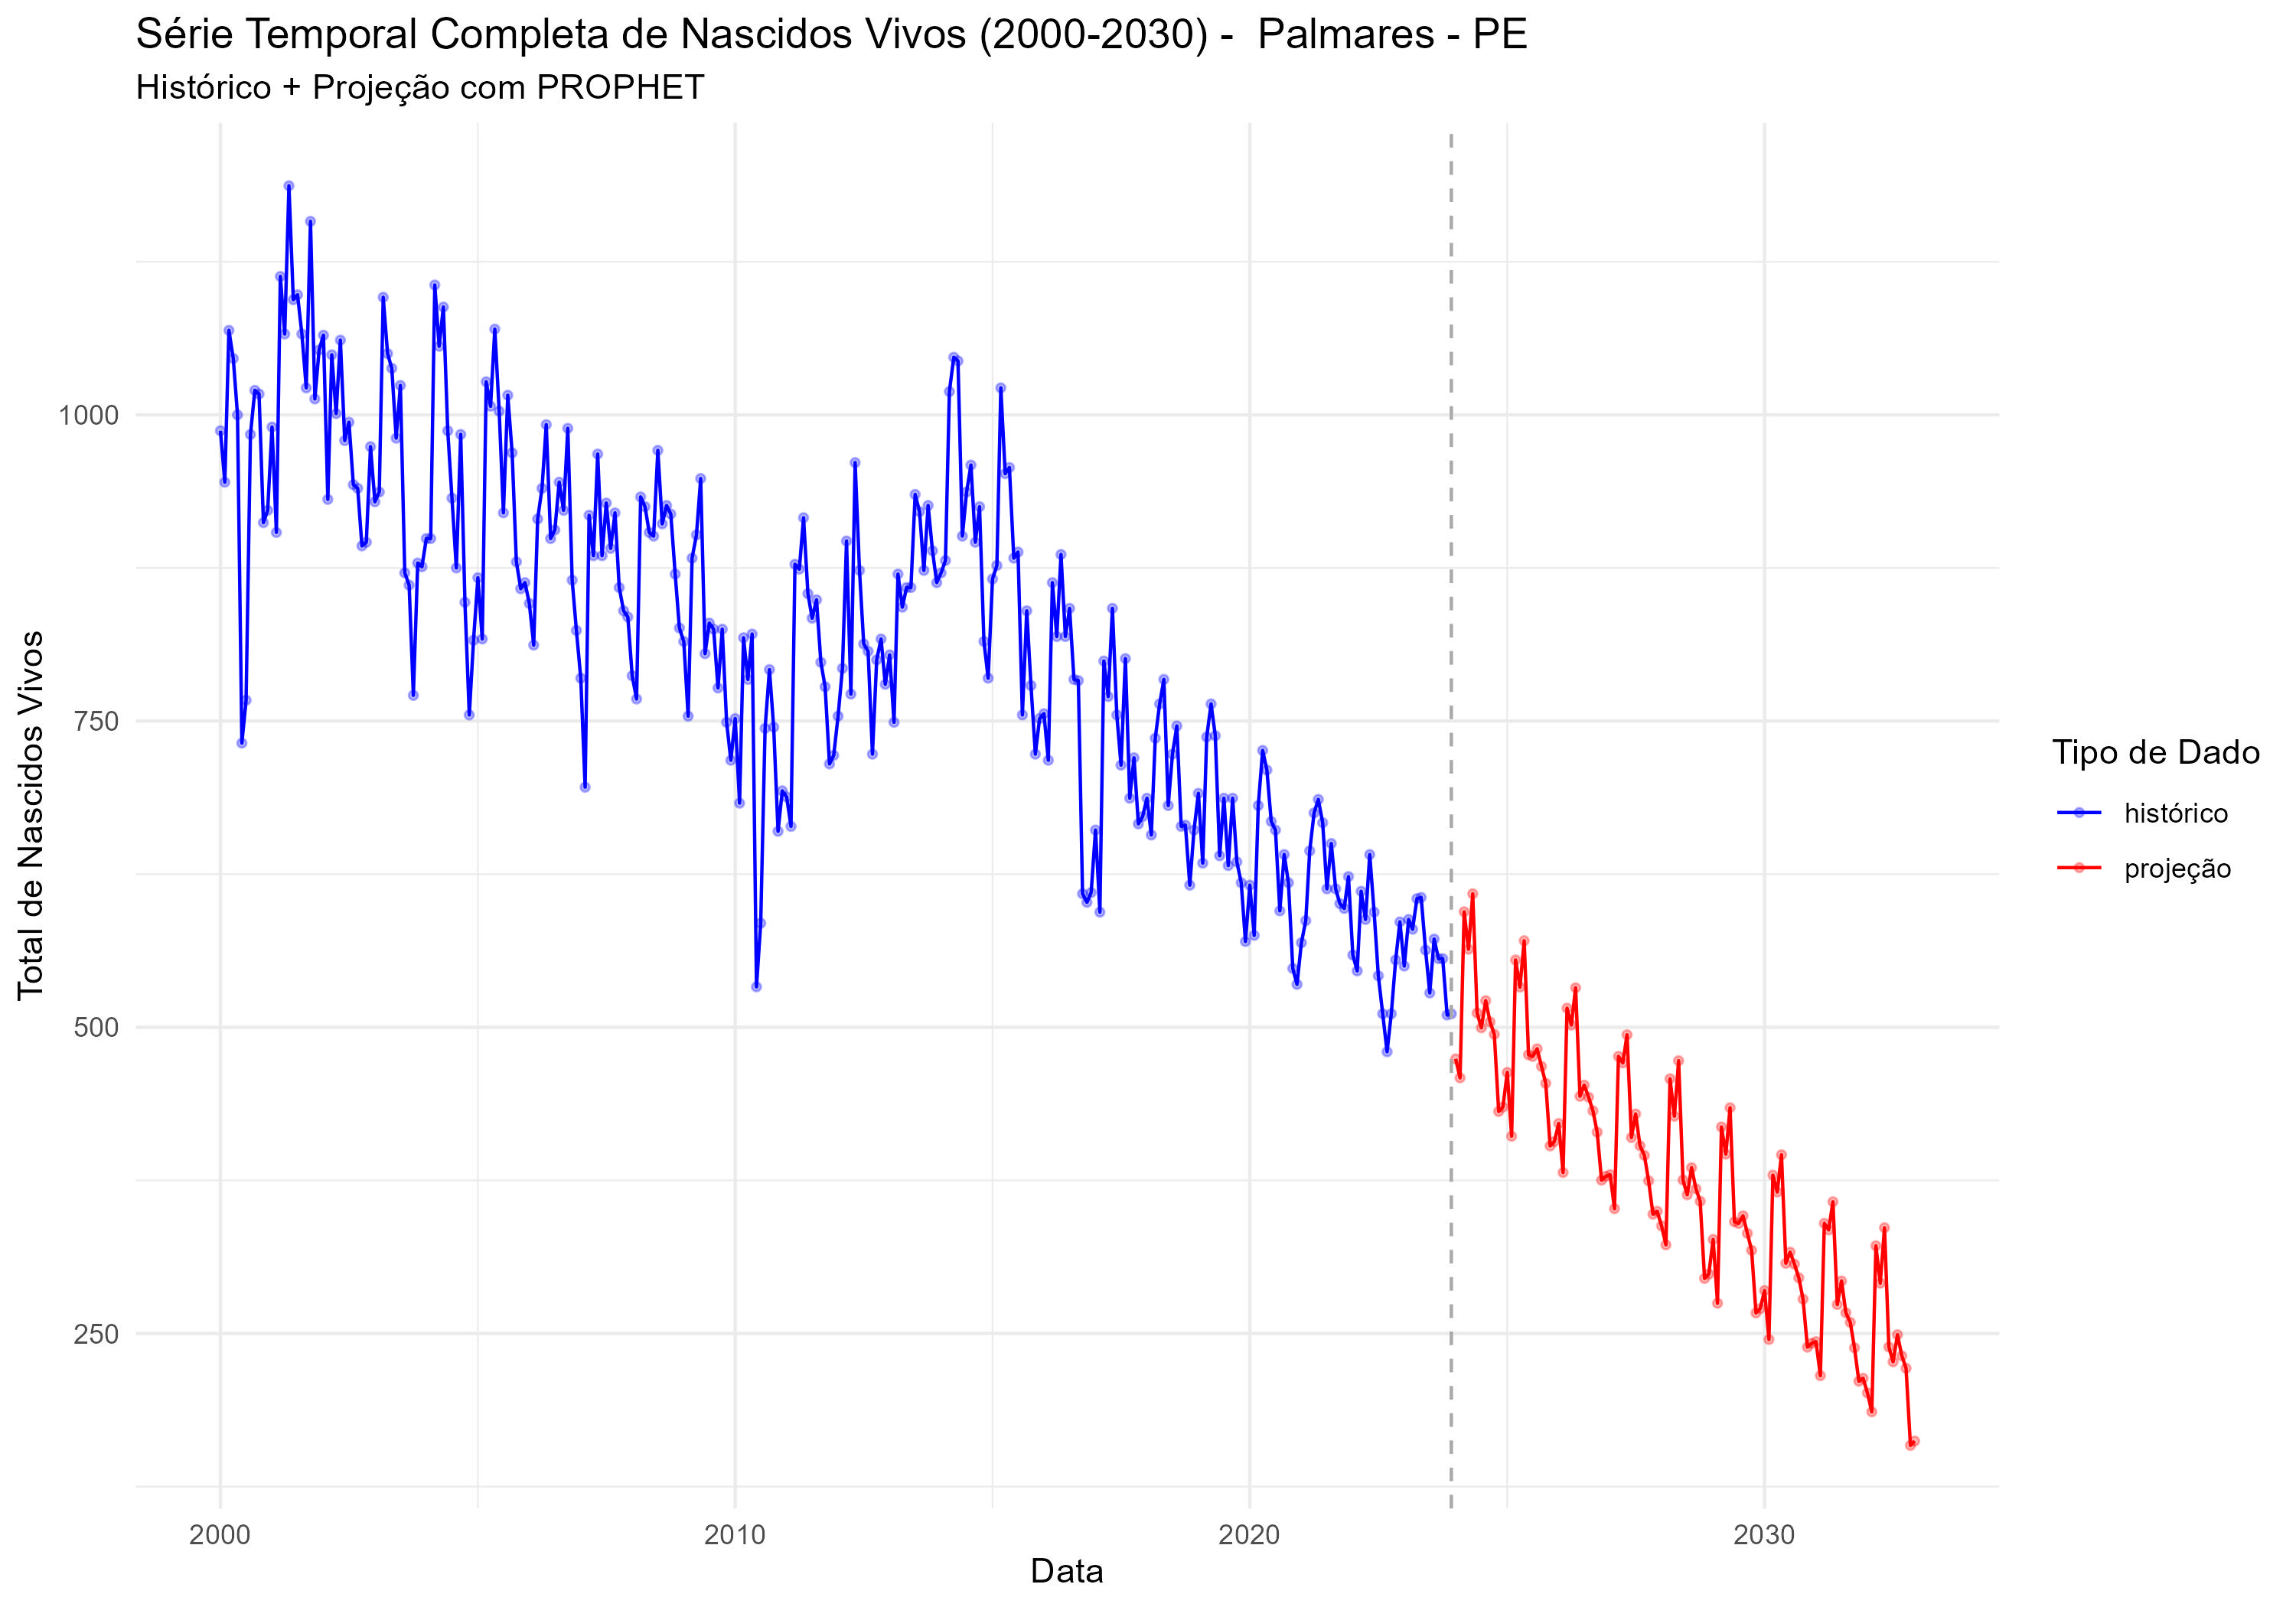 Série Temporal Completa de Nascidos Vivos (2000-2030) -  Palmares - PE
Histórico + Projeção com PROPHET
Total de Nascidos Vivos
1000
750
500
250
2000
2010
2020
2030
Data
Tipo de Dado
histórico
projeção